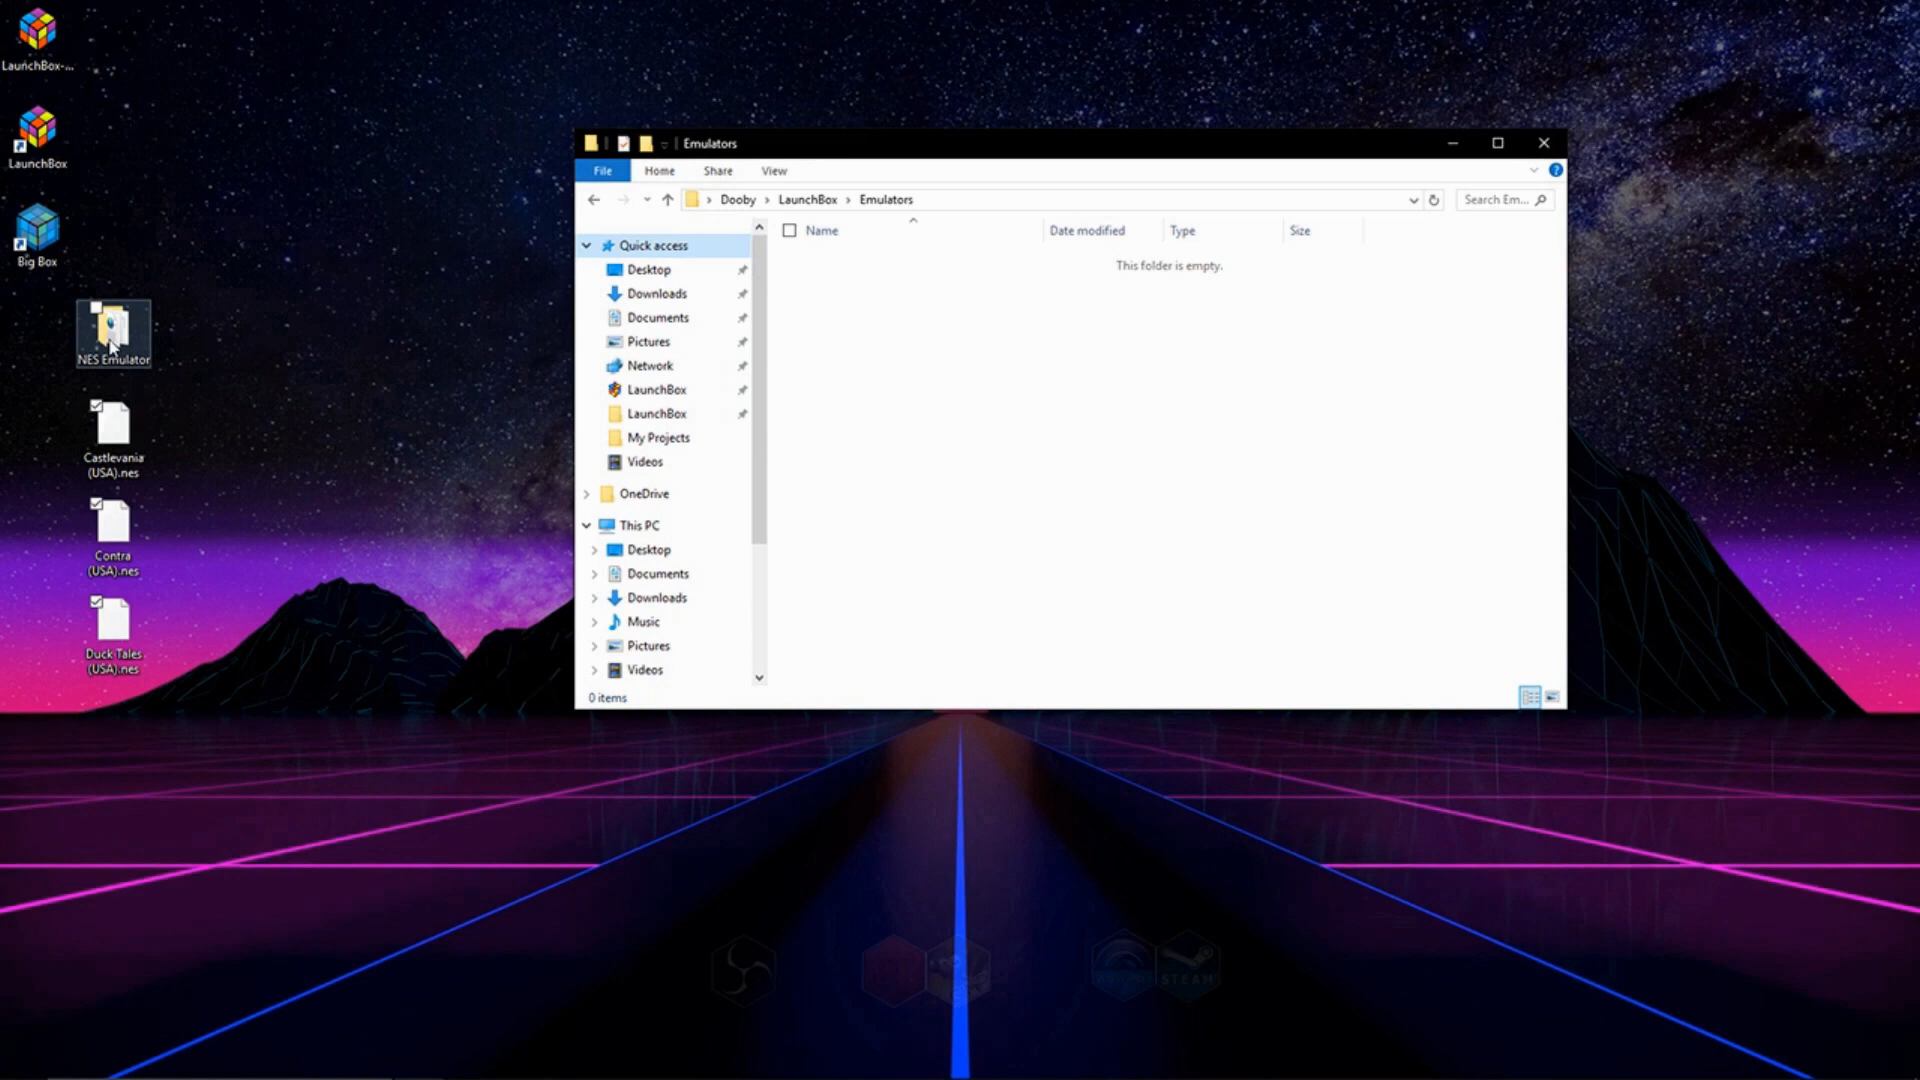 LaunchBox-...
LaunchBox
Big Box
NES Emulator
Castlevania
(USA).nes
Contra
(USA).nes
Duck Tales
(USA).nes
Emulators
File
Home
Share
View
Dooby
LaunchBox
Emulators
Search Em...
Quick access
Desktop
Downloads
Documents
Pictures
Network
LaunchBox
LaunchBox
My Projects
Videos
OneDrive
This PC
Desktop
Documents
Downloads
Music
Pictures
Videos
Name
Date modified
Type
Size
This folder is empty.
0 items
STEAM